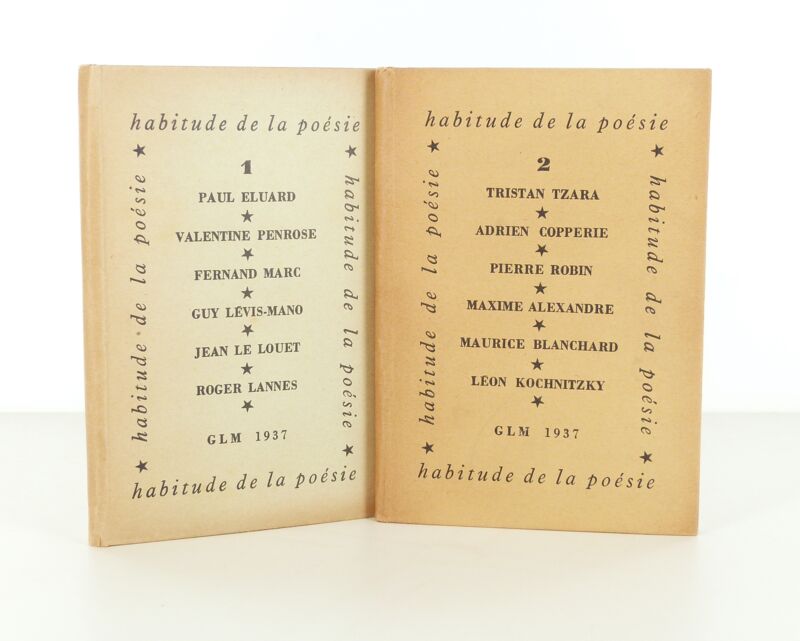 habitude de la poésie
habitude de la poésie
habitude de la poésie
1
PAUL ELUARD
VALENTINE PENROSE
FERNAND MARC
GUY LÉVIS-MANO
JEAN LE LOUET
ROGER LANNES
GLM 1937
habitude de la poésie
habitude de la poésie
habitude de la poésie
habitude de la poésie
2
TRISTAN TZARA
ADRIEN COPPERIE
PIERRE ROBIN
MAXIME ALEXANDRE
MAURICE BLANCHARD
LÉON KOCHNITZKY
GLM 1937
habitude de la poésie